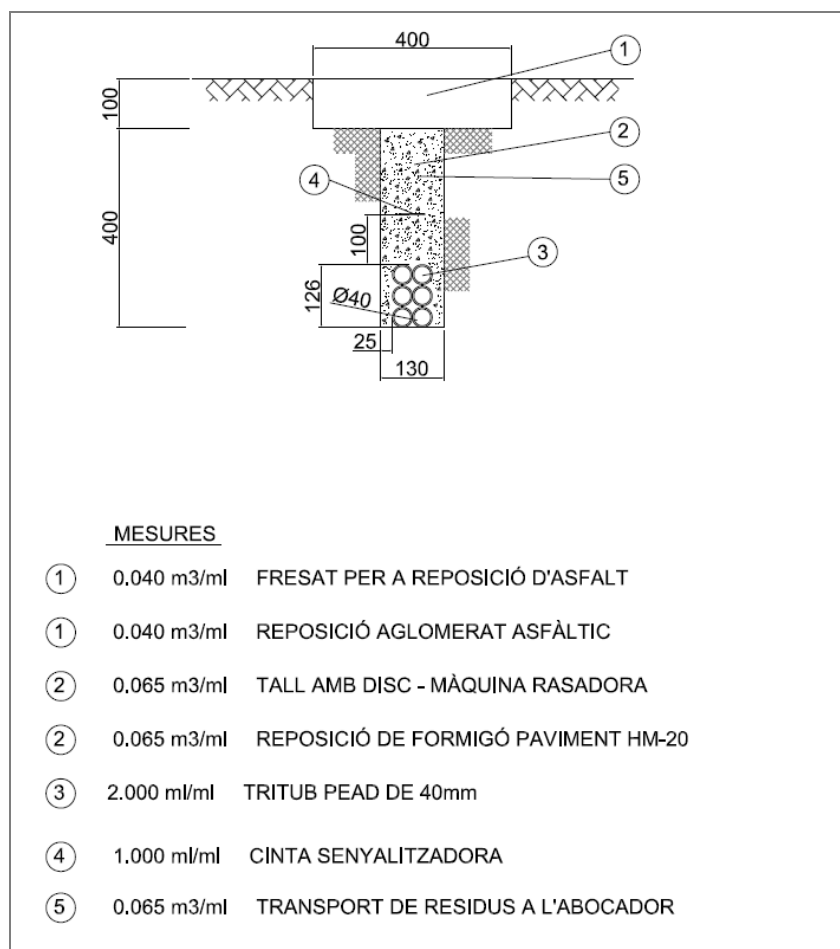 400
1
100
2
4
5
400
100
3
126
Ø40
25
130
MESURES
1 0.040 m3/ml FRESAT PER A REPOSICIÓ D'ASFALT
1 0.040 m3/ml REPOSICIÓ AGLOMERAT ASFÀLTIC
2 0.065 m3/ml TALL AMB DISC - MÀQUINA RASADORA
2 0.065 m3/ml REPOSICIÓ DE FORMIGÓ PAVIMENT HM-20
3 2.000 ml/ml TRITUB PEAD DE 40mm
4 1.000 ml/ml CINTA SENYALITZADORA
5 0.065 m3/ml TRANSPORT DE RESIDUS A L'ABOCADOR